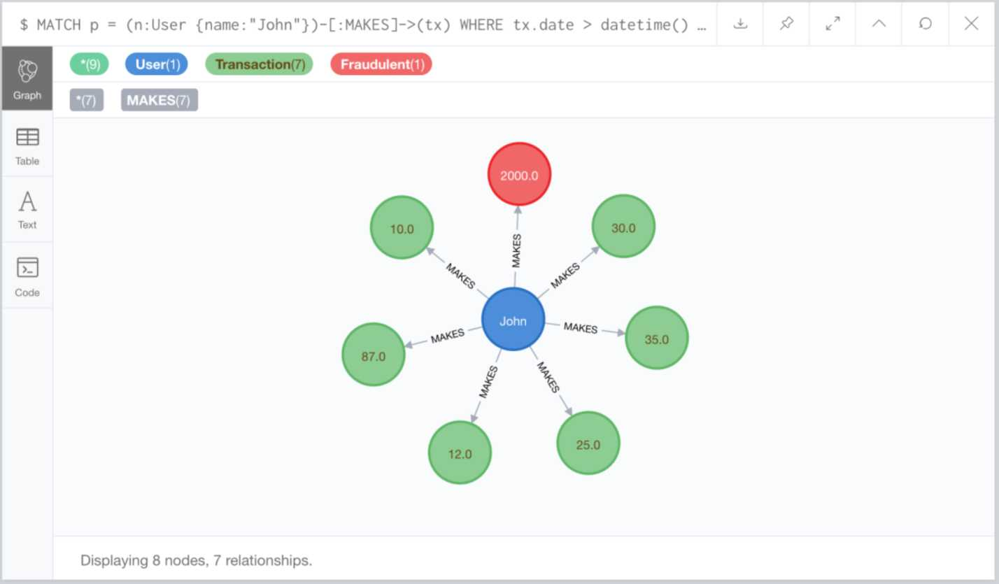 $ MATCH p = (n:User {name:"John"})-[:MAKES]->(tx) WHERE tx.date > datetime() …
Graph
*(9) User(1) Transaction(7) Fraudulent(1)
*(7) MAKES(7)
Table
Text
Code
2000.0
10.0
30.0
MAKES
MAKES
MAKES
John
MAKES
35.0
MAKES
87.0
MAKES
MAKES
12.0
25.0
Displaying 8 nodes, 7 relationships.